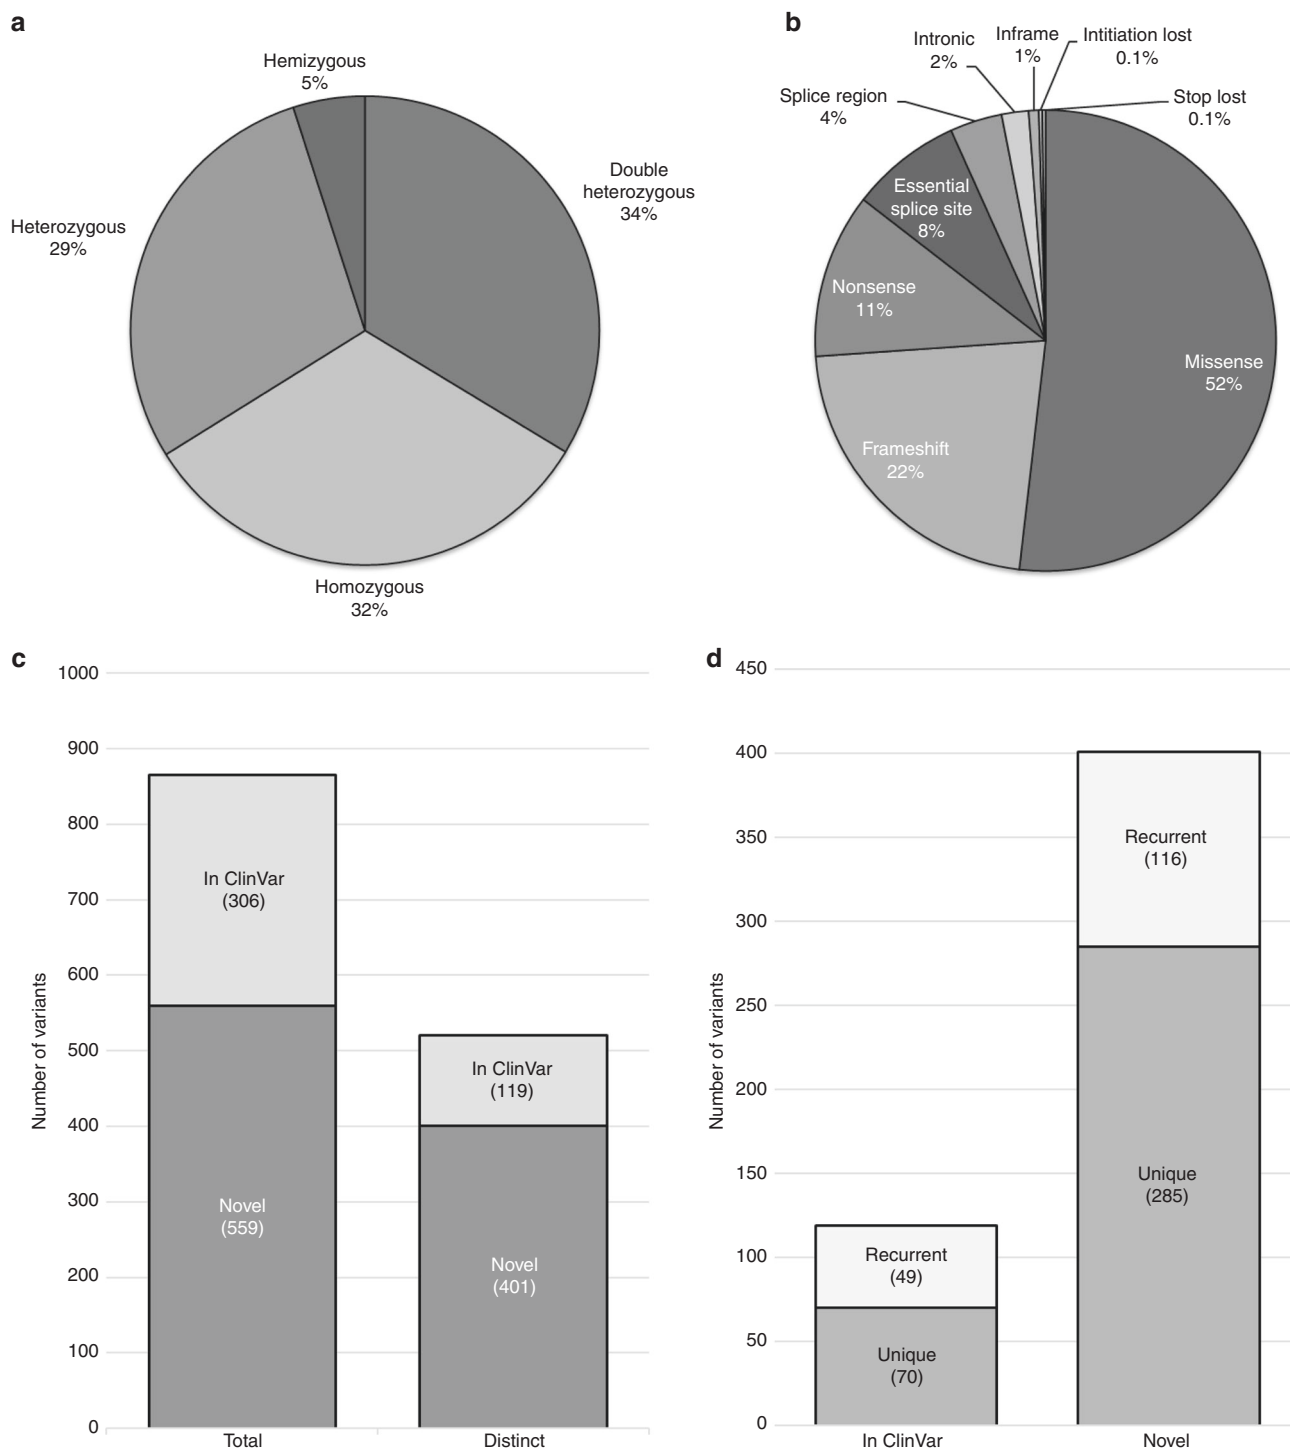 a
Hemizygous
5%
Double
heterozygous
34%
Heterozygous
29%
Homozygous
32%
b
Intronic
2%
Inframe
1%
Intitiation lost
0.1%
Splice region
4%
Stop lost
0.1%
Essential
splice site
8%
Nonsense
11%
Missense
52%
Frameshift
22%
c
1000
900
800
700
600
500
400
300
200
100
0
Number of variants
In ClinVar
(306)
Novel
(559)
In ClinVar
(119)
Novel
(401)
Total
Distinct
d
450
400
350
300
250
200
150
100
50
0
Number of variants
Recurrent
(49)
Unique
(70)
Recurrent
(116)
Unique
(285)
In ClinVar
Novel